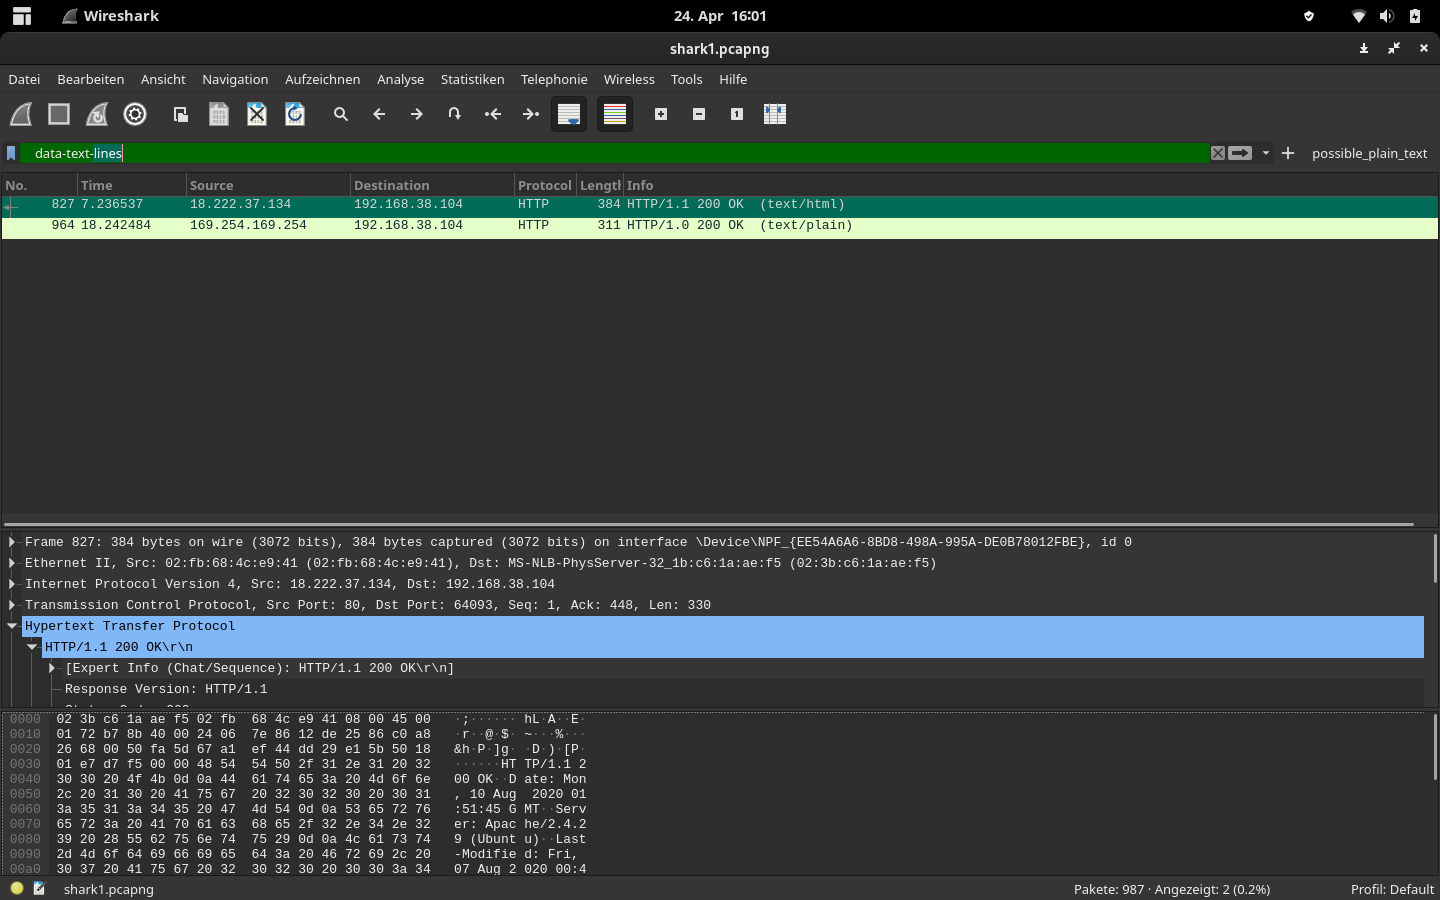 Wireshark
24. Apr 16:01
shark1.pcapng
Datei Bearbeiten Ansicht Navigation Aufzeichnen Analyse Statistiken Telephonie Wireless Tools Hilfe
data-text-lines
possible_plain_text
No. Time Source Destination Protocol Length Info
827 7.236537 18.222.37.134 192.168.38.104 HTTP 384 HTTP/1.1 200 OK (text/html)
964 18.242484 169.254.169.254 192.168.38.104 HTTP 311 HTTP/1.0 200 OK (text/plain)
Frame 827: 384 bytes on wire (3072 bits), 384 bytes captured (3072 bits) on interface \Device\NPF_{EE54A6A6-8BD8-498A-995A-DE0B78012FBE}, id 0
Ethernet II, Src: 02:fb:68:4c:e9:41 (02:fb:68:4c:e9:41), Dst: MS-NLB-PhysServer-32_1b:c6:1a:ae:f5 (02:3b:c6:1a:ae:f5)
Internet Protocol Version 4, Src: 18.222.37.134, Dst: 192.168.38.104
Transmission Control Protocol, Src Port: 80, Dst Port: 64093, Seq: 1, Ack: 448, Len: 330
Hypertext Transfer Protocol
HTTP/1.1 200 OK\r\n
[Expert Info (Chat/Sequence): HTTP/1.1 200 OK\r\n]
Response Version: HTTP/1.1
0000 02 3b c6 1a ae f5 02 fb 68 4c e9 41 08 00 45 00 ·;······ hL·A··E·
0010 01 72 b7 8b 40 00 24 06 7e 86 12 de 25 86 c0 a8 ·r··@·$· ~···%···
0020 26 68 00 50 fa 5d 67 a1 ef 44 dd 29 e1 5b 50 18 &h·P·]g· ·D·)·[P·
0030 01 e7 d7 f5 00 00 48 54 54 50 2f 31 2e 31 20 32 ······HT TP/1.1 2
0040 30 30 20 4f 4b 0d 0a 44 61 74 65 3a 20 4d 6f 6e 00 OK··D ate: Mon
0050 2c 20 31 30 20 41 75 67 20 32 30 32 30 20 30 31 , 10 Aug 2020 01
0060 3a 35 31 3a 34 35 20 47 4d 54 0d 0a 53 65 72 76 :51:45 G MT··Serv
0070 65 72 3a 20 41 70 61 63 68 65 2f 32 2e 34 2e 32 er: Apac he/2.4.2
0080 39 20 28 55 62 75 6e 74 75 29 0d 0a 4c 61 73 74 9 (Ubunt u)··Last
0090 2d 4d 6f 64 69 66 69 65 64 3a 20 46 72 69 2c 20 -Modifie d: Fri,
00a0 30 37 20 41 75 67 20 32 30 32 30 20 30 30 3a 34 07 Aug 2 020 00:4
shark1.pcapng
Pakete: 987 · Angezeigt: 2 (0.2%)
Profil: Default